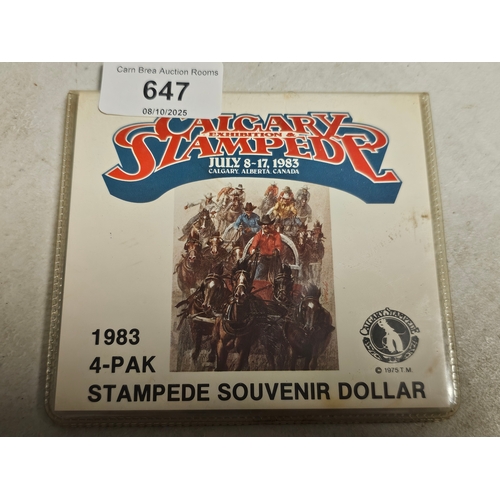 Carn Brea Auction Rooms
647
08/10/2025
CALGARY
EXHIBITION &
STAMPEDE
JULY 8-17, 1983
CALGARY, ALBERTA, CANADA
1983
4-PAK
STAMPEDE SOUVENIR DOLLAR
© 1975 T.M.